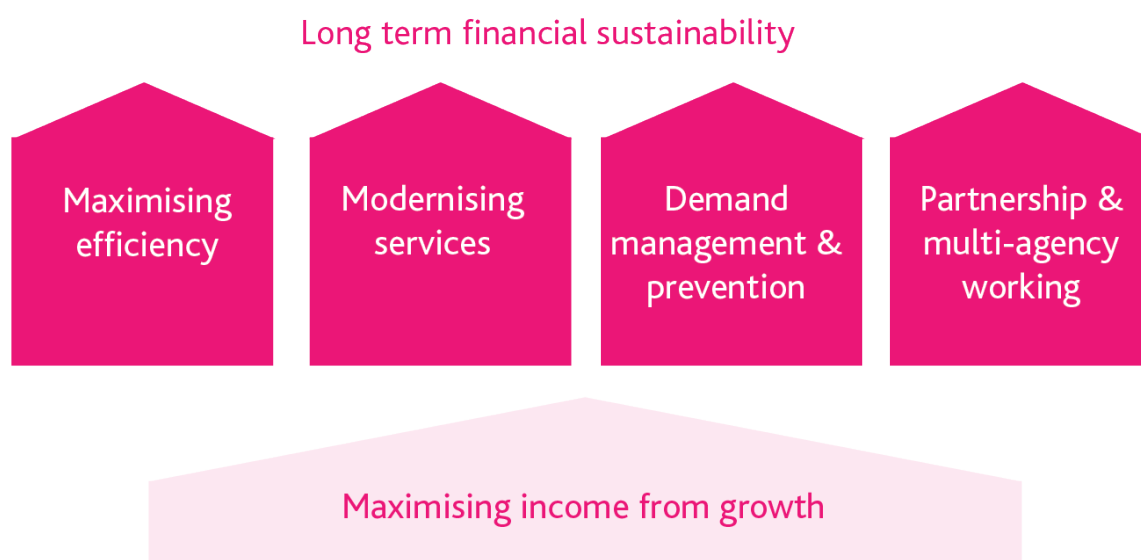 Long term financial sustainability
Maximising
efficiency
Modernising
services
Demand
management &
prevention
Partnership &
multi-agency
working
Maximising income from growth